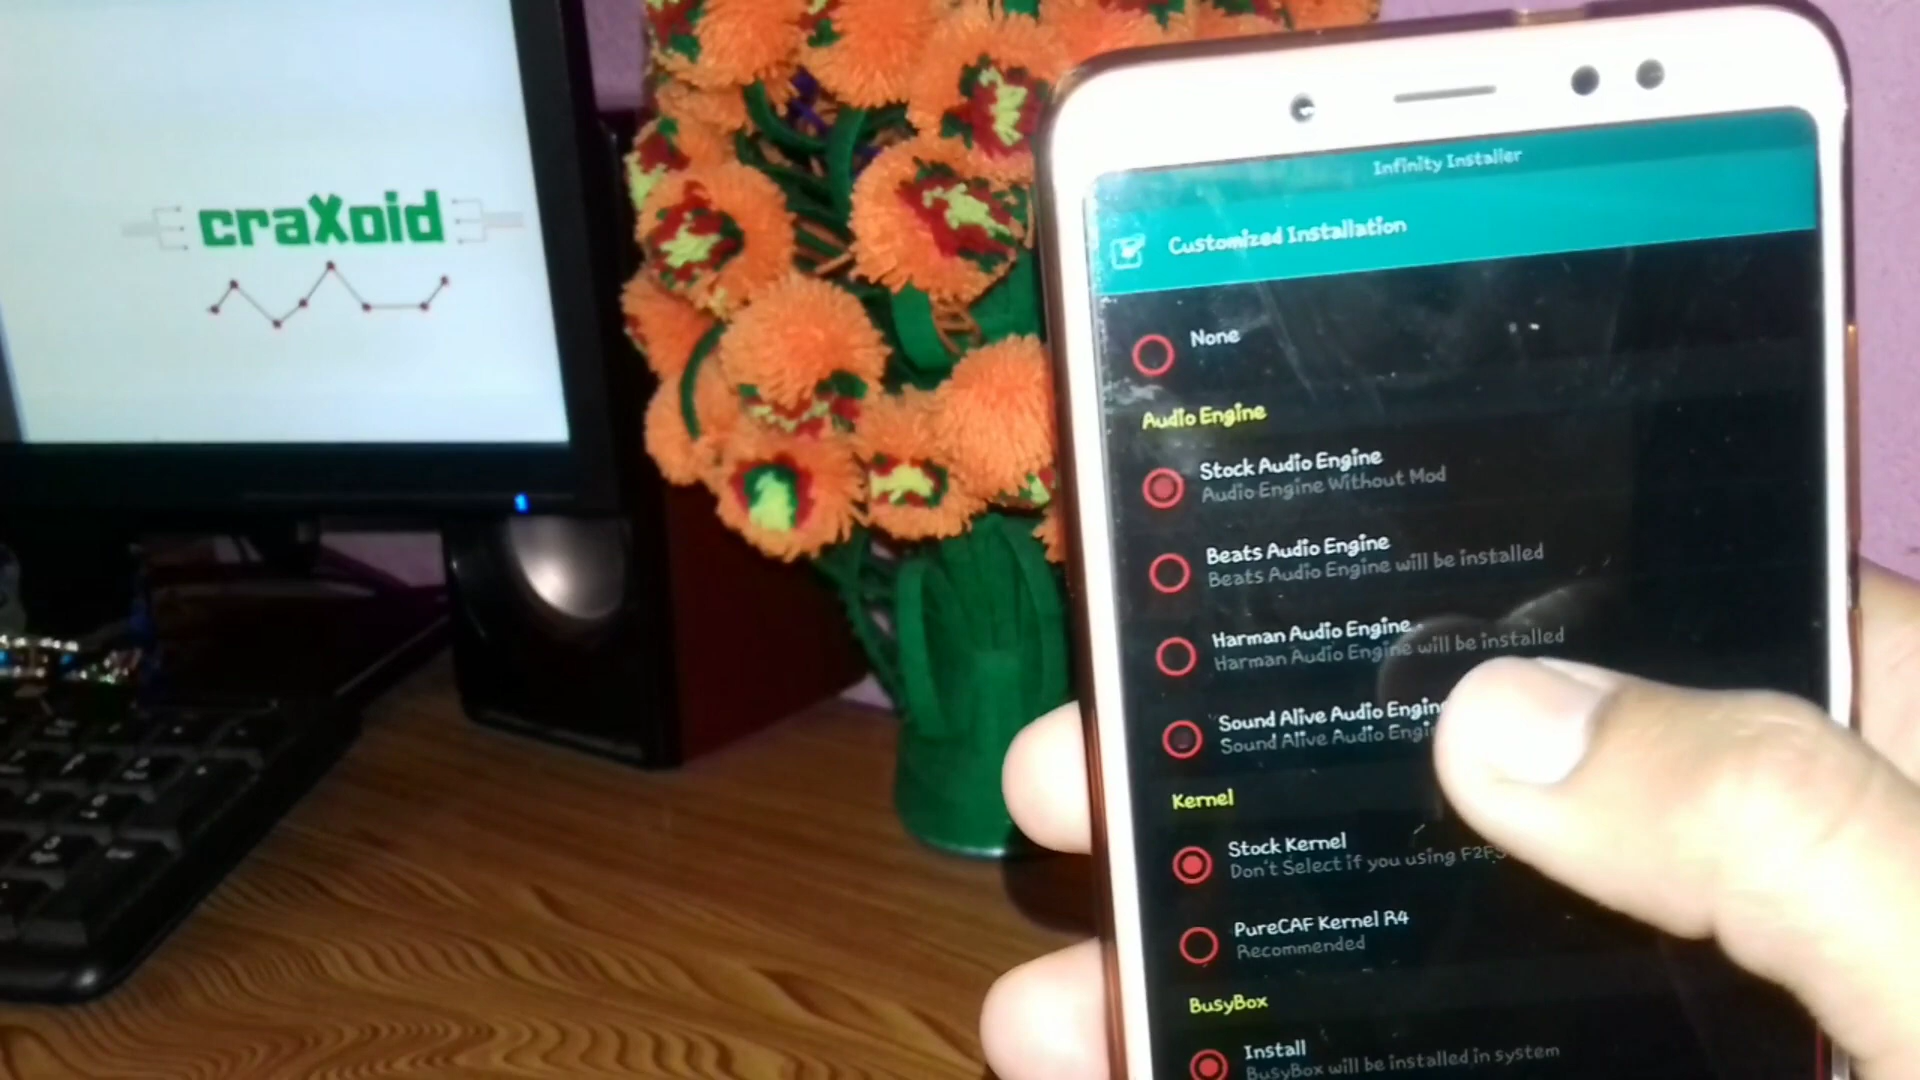 craXoid
Infinity Installer
Customized Installation
None
Audio Engine
Stock Audio Engine
Audio Engine Without Mod
Beats Audio Engine
Beats Audio Engine will be installed
Harman Audio Engine
Harman Audio Engine will be installed
Sound Alive Audio Engine
Sound Alive Audio
Kernel
Stock Kernel
Don't Select if you using F2FS
PureCAF Kernel R4
Recommended
BusyBox
Install
BusyBox will be installed in system